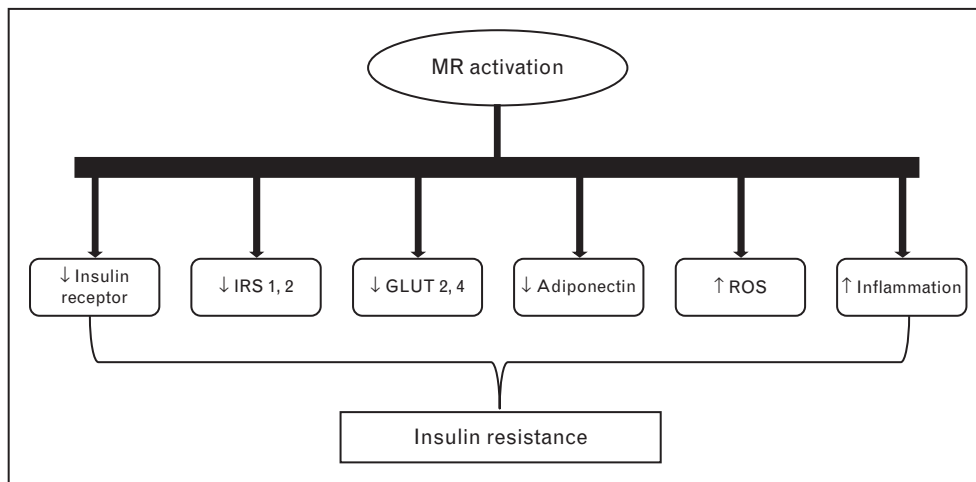 MR activation
↓ Insulin
receptor
↓ IRS 1, 2
↓ GLUT 2, 4
↓ Adiponectin
↑ ROS
↑ Inflammation
Insulin resistance